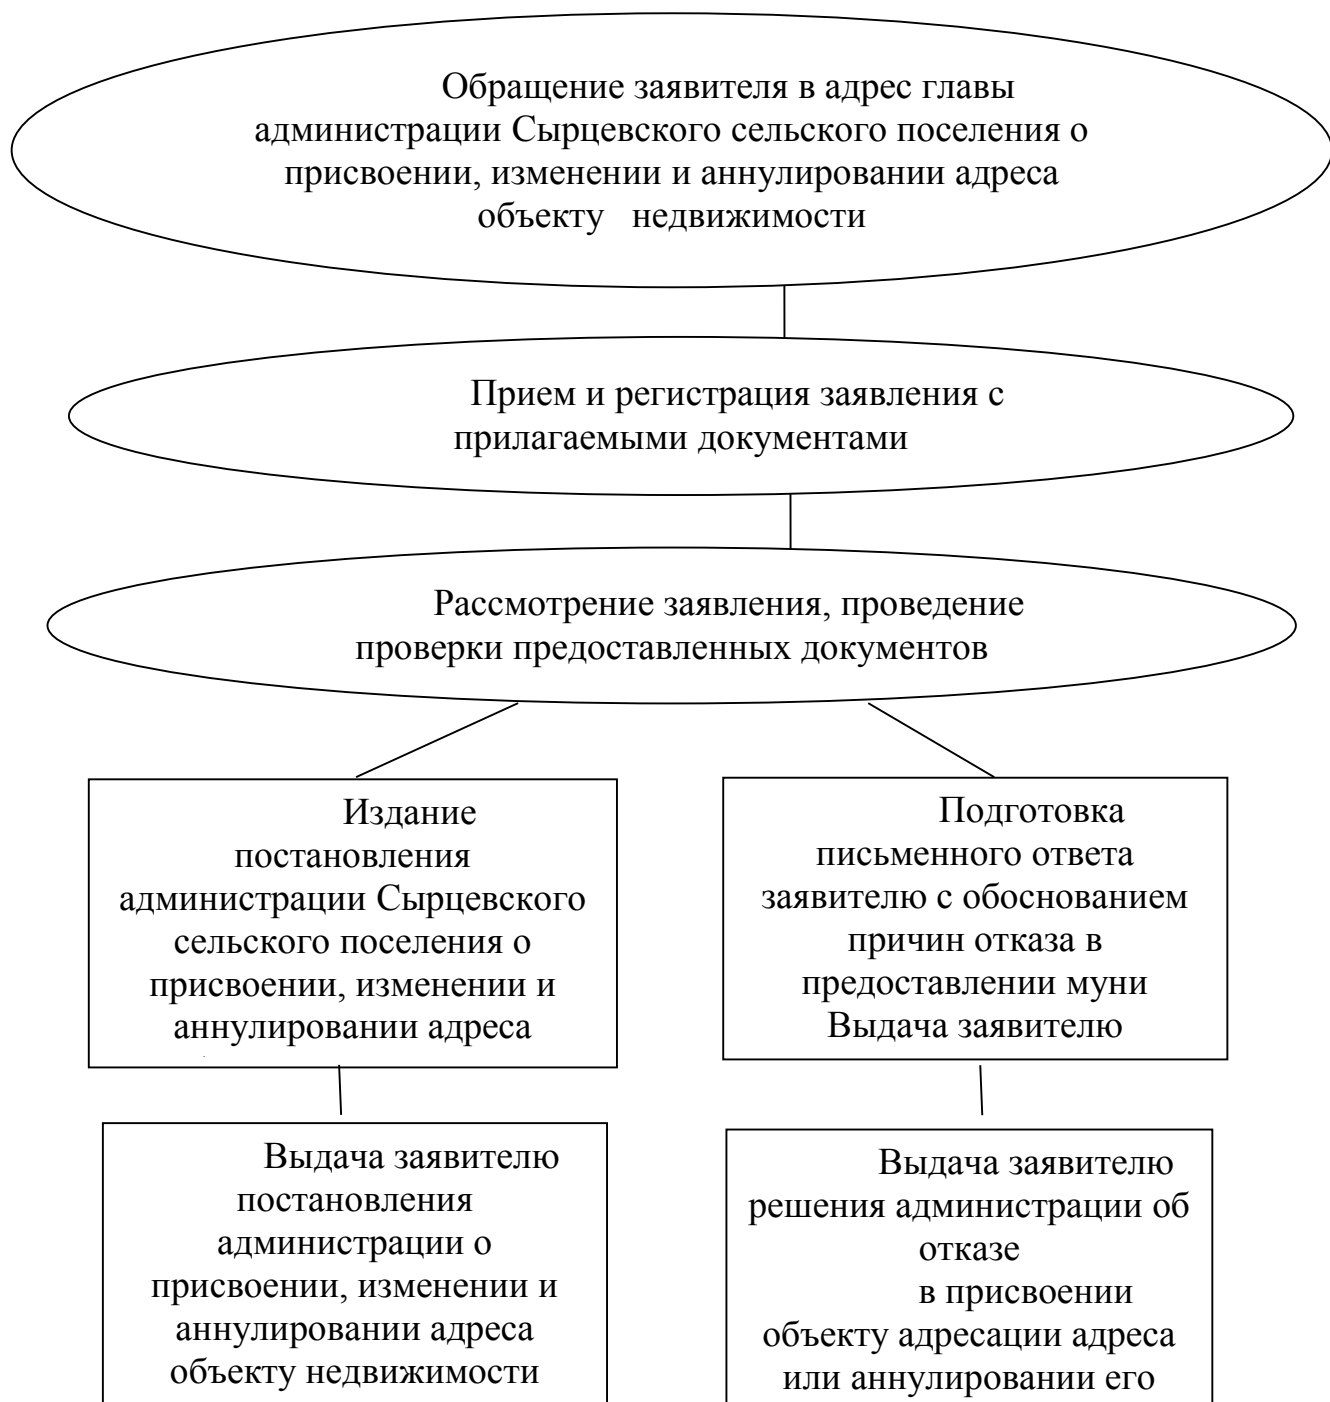 Обращение заявителя в адрес главы
администрации Сырцевского сельского поселения о
присвоении, изменении и аннулировании адреса
объекту недвижимости
Прием и регистрация заявления с
прилагаемыми документами
Рассмотрение заявления, проведение
проверки предоставленных документов
Издание
постановления
администрации Сырцевского
сельского поселения о
присвоении, изменении и
аннулировании адреса
Подготовка
письменного ответа
заявителю с обоснованием
причин отказа в
предоставлении муни
Выдача заявителю
Выдача заявителю
постановления
администрации о
присвоении, изменении и
аннулировании адреса
объекту недвижимости
Выдача заявителю
решения администрации об
отказе
в присвоении
объекту адресации адреса
или аннулировании его